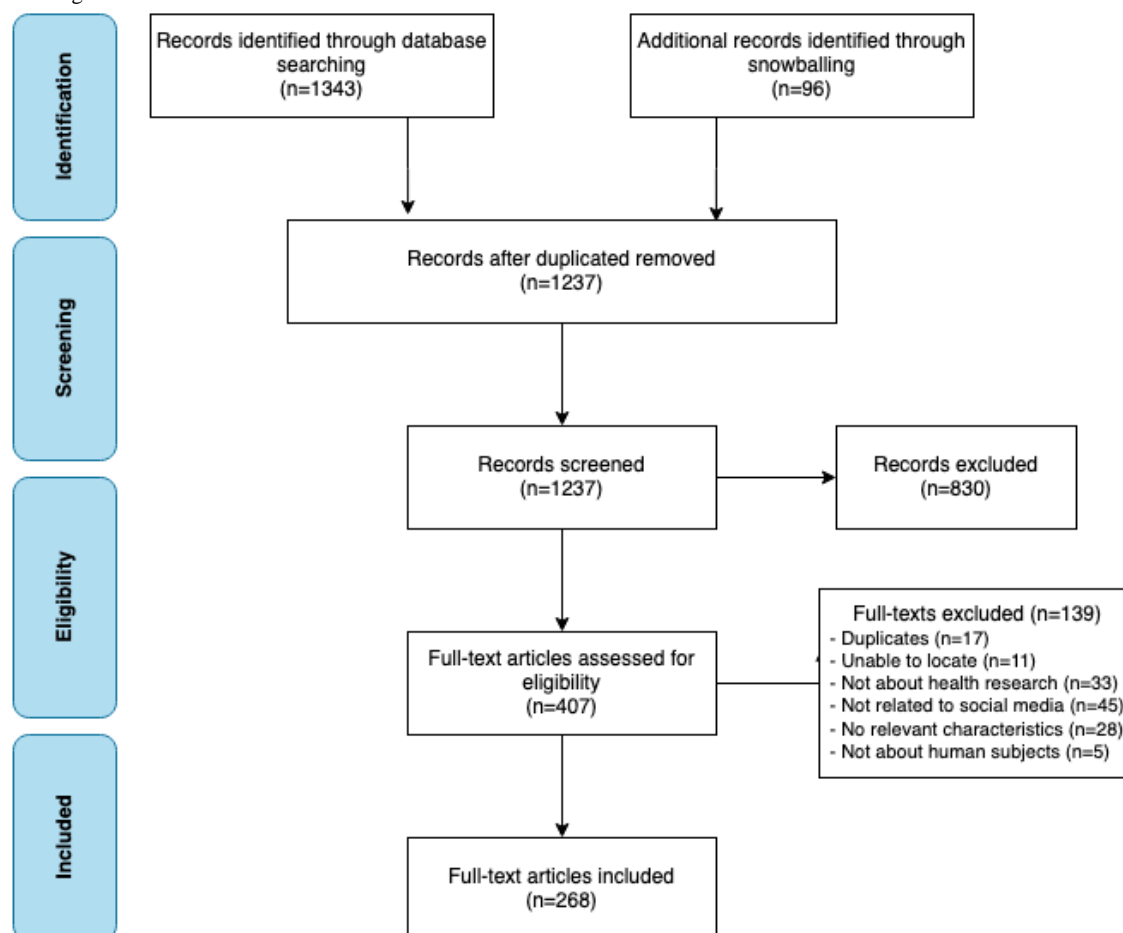 Records identified through database
searching
(n=1343)
Additional records identified through
snowballing
(n=96)
Identification
Records after duplicated removed
(n=1237)
Screening
Records screened
(n=1237)
Records excluded
(n=830)
Eligibility
Full-text articles assessed for
eligibility
(n=407)
Full-texts excluded (n=139)
- Duplicates (n=17)
- Unable to locate (n=11)
- Not about health research (n=33)
- Not related to social media (n=45)
- No relevant characteristics (n=28)
- Not about human subjects (n=5)
Included
Full-text articles included
(n=268)